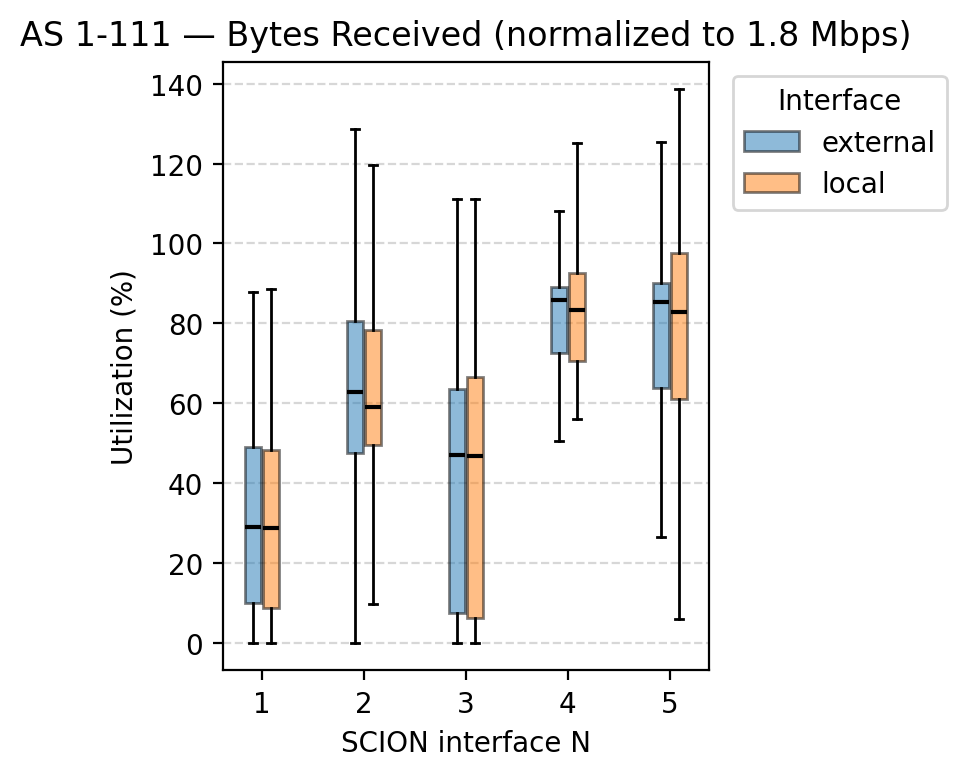 AS 1-111 — Bytes Received (normalized to 1.8 Mbps)
Interface
external
local
Utilization (%)
140
120
100
80
60
40
20
0
1 2 3 4 5
SCION interface N